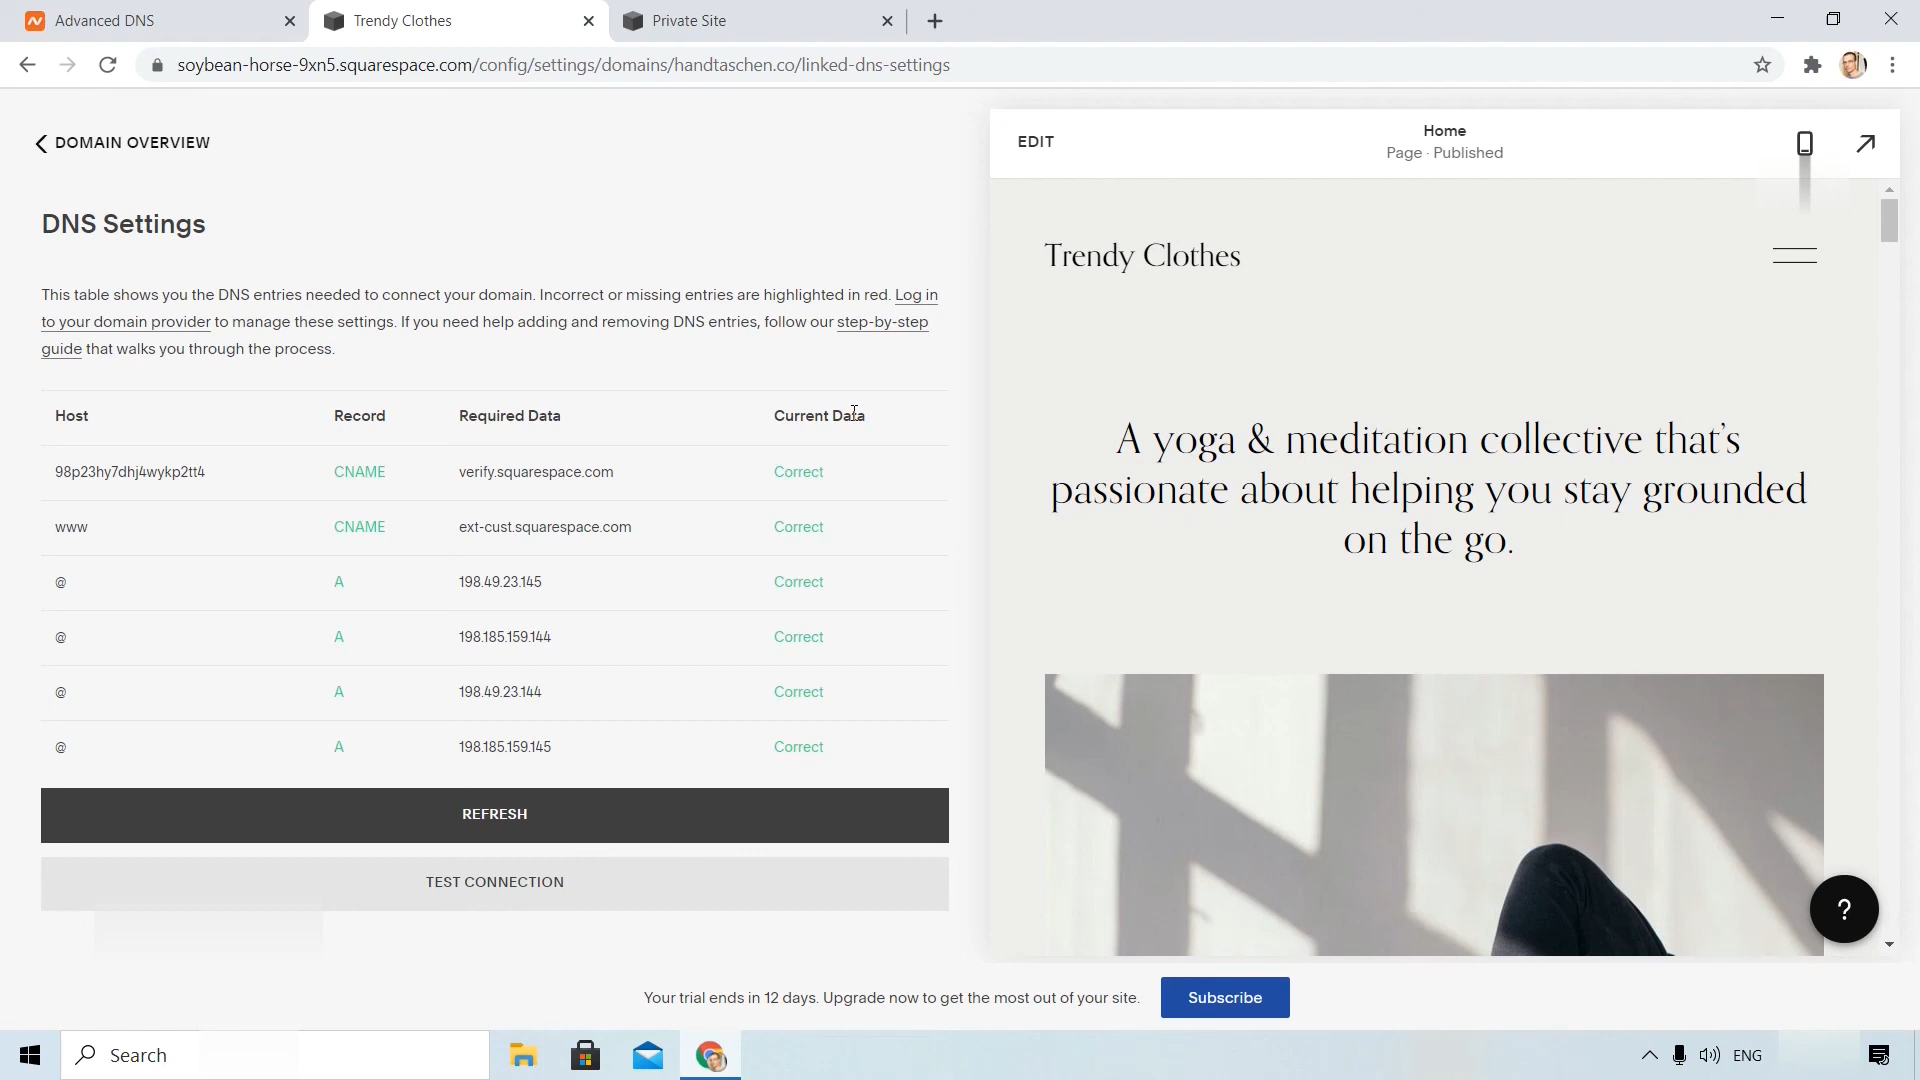 Advanced DNS
Trendy Clothes
Private Site
soybean-horse-9xn5.squarespace.com/config/settings/domains/handtaschen.co/linked-dns-settings
DOMAIN OVERVIEW
DNS Settings
This table shows you the DNS entries needed to connect your domain. Incorrect or missing entries are highlighted in red. Log in
to your domain provider to manage these settings. If you need help adding and removing DNS entries, follow our step-by-step
guide that walks you through the process.
Host Record Required Data Current Data
98p23hy7dhj4wykp2tt4 CNAME verify.squarespace.com Correct
www CNAME ext-cust.squarespace.com Correct
@ A 198.49.23.145 Correct
@ A 198.185.159.144 Correct
@ A 198.49.23.144 Correct
@ A 198.185.159.145 Correct
REFRESH
TEST CONNECTION
EDIT
Home
Page · Published
Trendy Clothes
A yoga & meditation collective that’s
passionate about helping you stay grounded
on the go.
?
Your trial ends in 12 days. Upgrade now to get the most out of your site.
Subscribe
Search
ENG